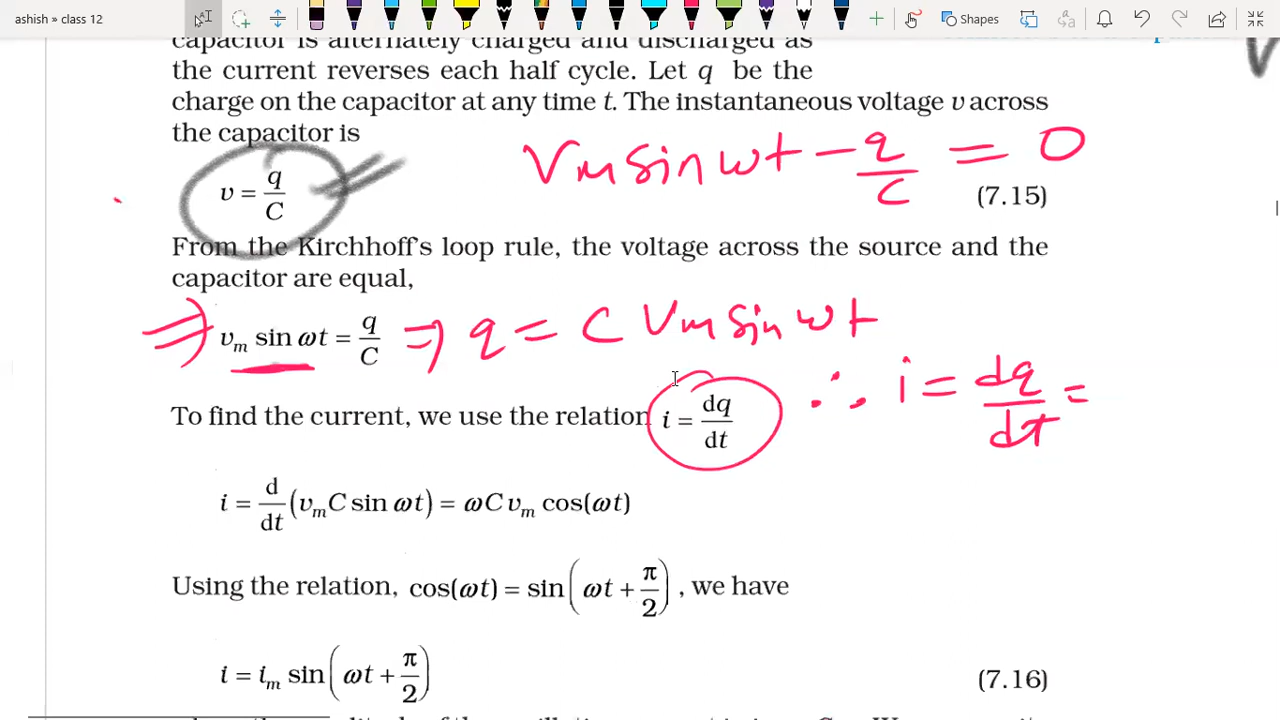 ashish » class 12
Shapes
capacitor is alternately charged and discharged as
the current reverses each half cycle. Let q be the
charge on the capacitor at any time t. The instantaneous voltage v across
the capacitor is
Vm sin ωt − q/C = 0
v = q/C (7.15)
From the Kirchhoff's loop rule, the voltage across the source and the
capacitor are equal,
⇒ v_m sin ωt = q/C ⇒ q = C Vm sin ωt
To find the current, we use the relation i = dq/dt ∴ i = dq/dt =
i = d/dt (v_m C sin ωt) = ωC v_m cos(ωt)
Using the relation, cos(ωt) = sin(ωt + π/2), we have
i = i_m sin(ωt + π/2) (7.16)